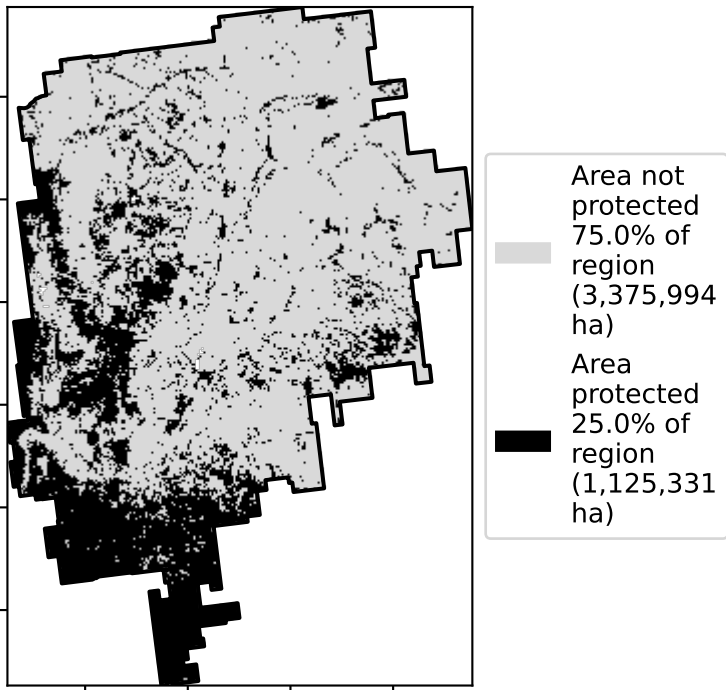 Area not
protected
75.0% of
region
(3,375,994
ha)
Area
protected
25.0% of
region
(1,125,331
ha)